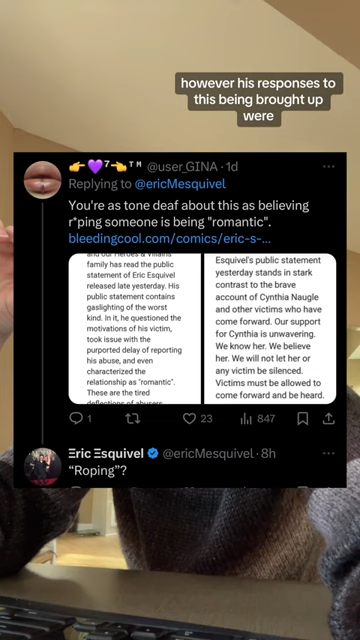 however his responses to
this being brought up
were
👉💜⁷👈ᵀᴹ @user_GINA · 1d
Replying to @ericMesquivel
You're as tone deaf about this as believing
r*ping someone is being "romantic".
bleedingcool.com/comics/eric-s-...
and our Heroes & Villains
family has read the public
statement of Eric Esquivel
released late yesterday. His
public statement contains
gaslighting of the worst
kind. In it, he questioned the
motivations of his victim,
took issue with the
purported delay of reporting
his abuse, and even
characterized the
relationship as "romantic".
These are the tired
deflections of abusers
Esquivel's public statement
yesterday stands in stark
contrast to the brave
account of Cynthia Naugle
and other victims who have
come forward. Our support
for Cynthia is unwavering.
We know her. We believe
her. We will not let her or
any victim be silenced.
Victims must be allowed to
come forward and be heard.
1
23
847
Ξric Ξsquivel @ericMesquivel · 8h
“Roping”?